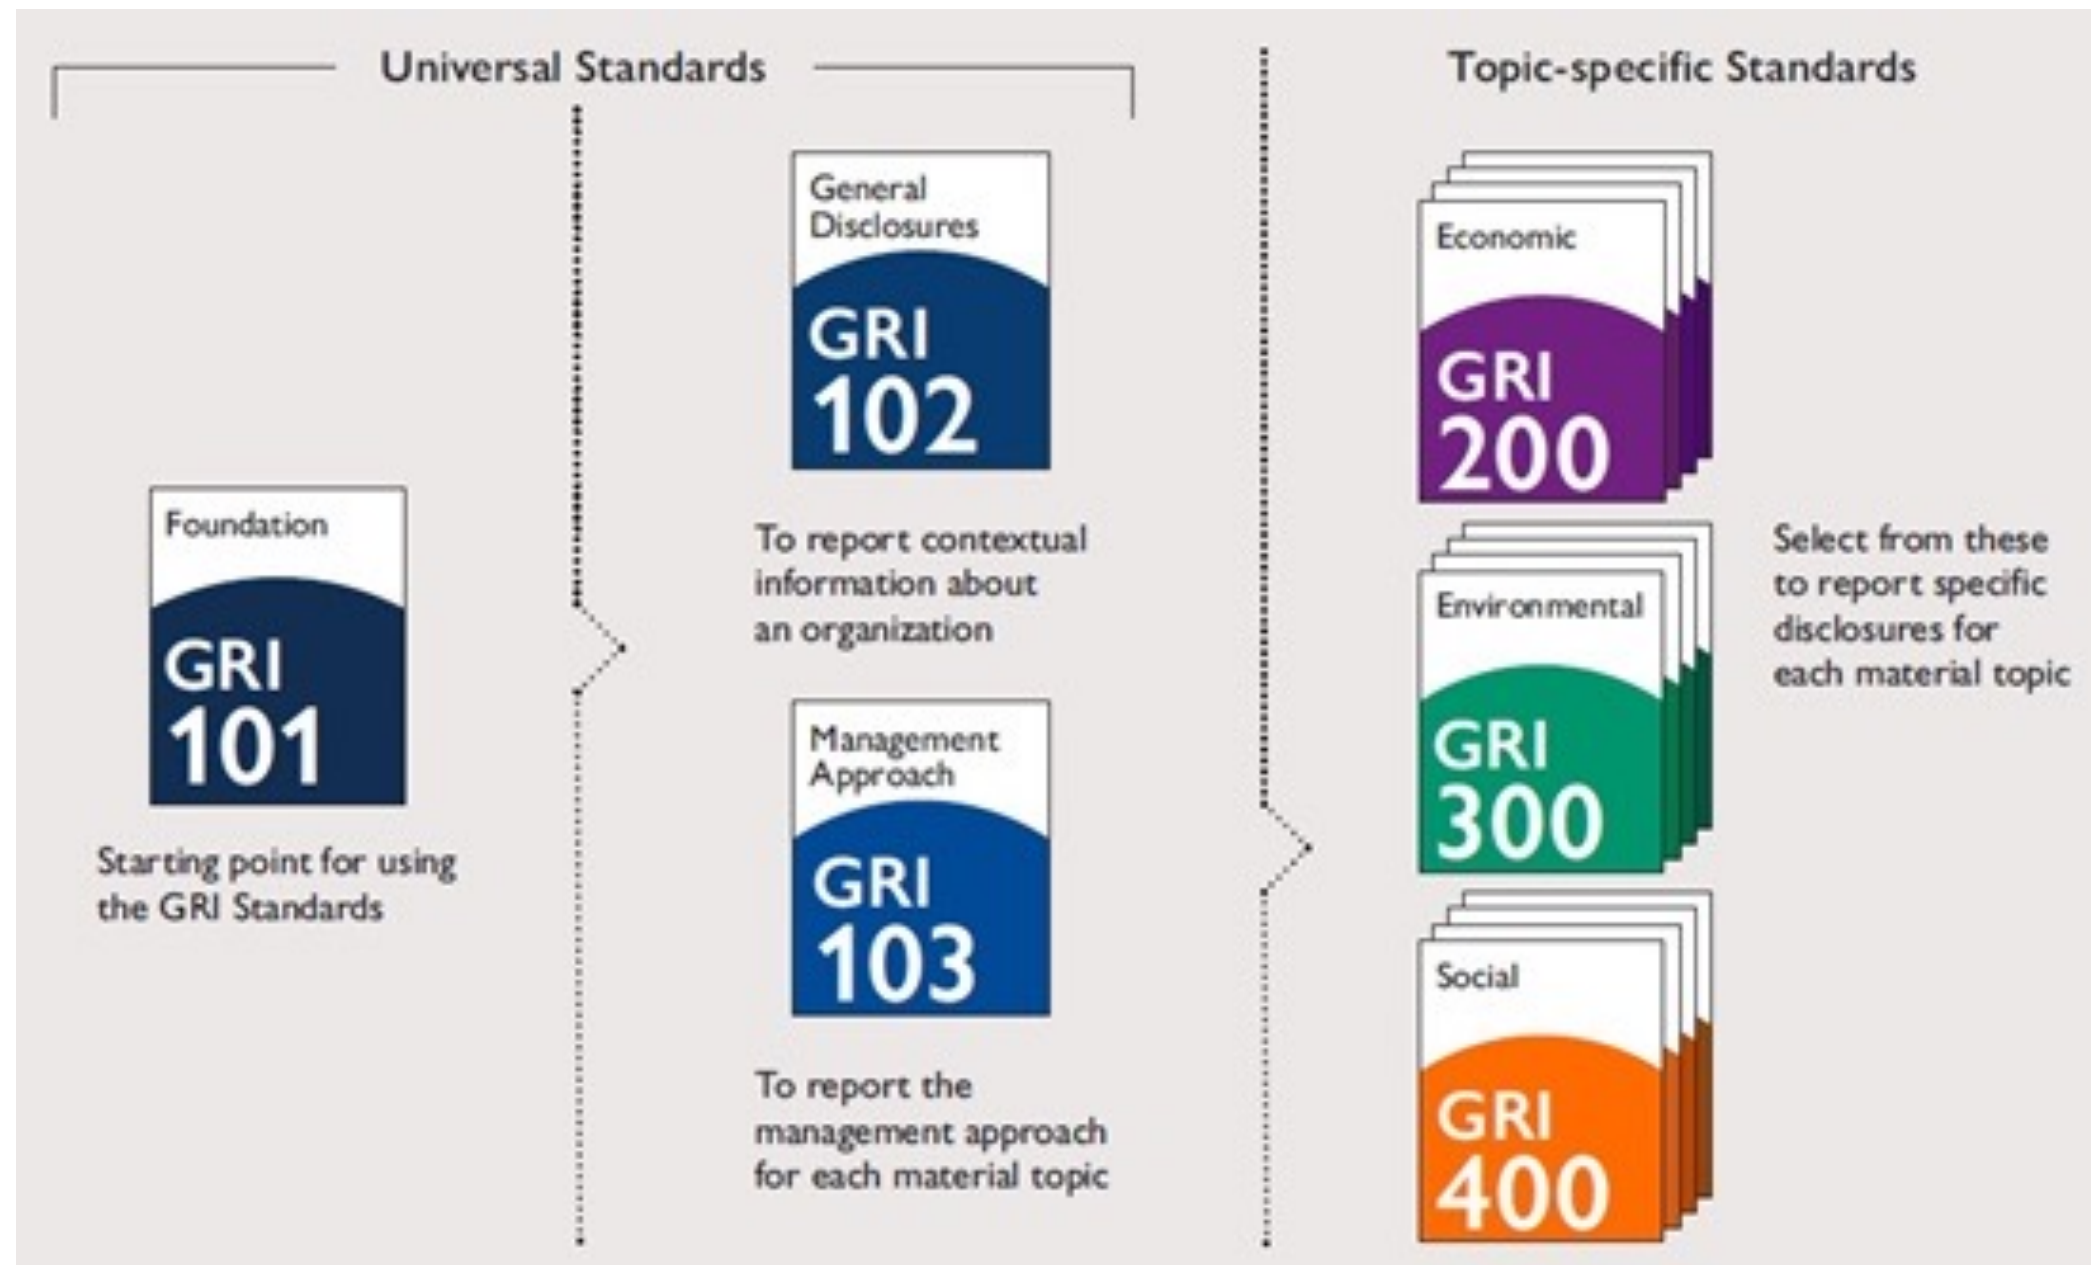 Universal Standards
Foundation
GRI
101
Starting point for using
the GRI Standards
General
Disclosures
GRI
102
To report contextual
information about
an organization
Management
Approach
GRI
103
To report the
management approach
for each material topic
Topic-specific Standards
Economic
GRI
200
Environmental
GRI
300
Social
GRI
400
Select from these
to report specific
disclosures for
each material topic